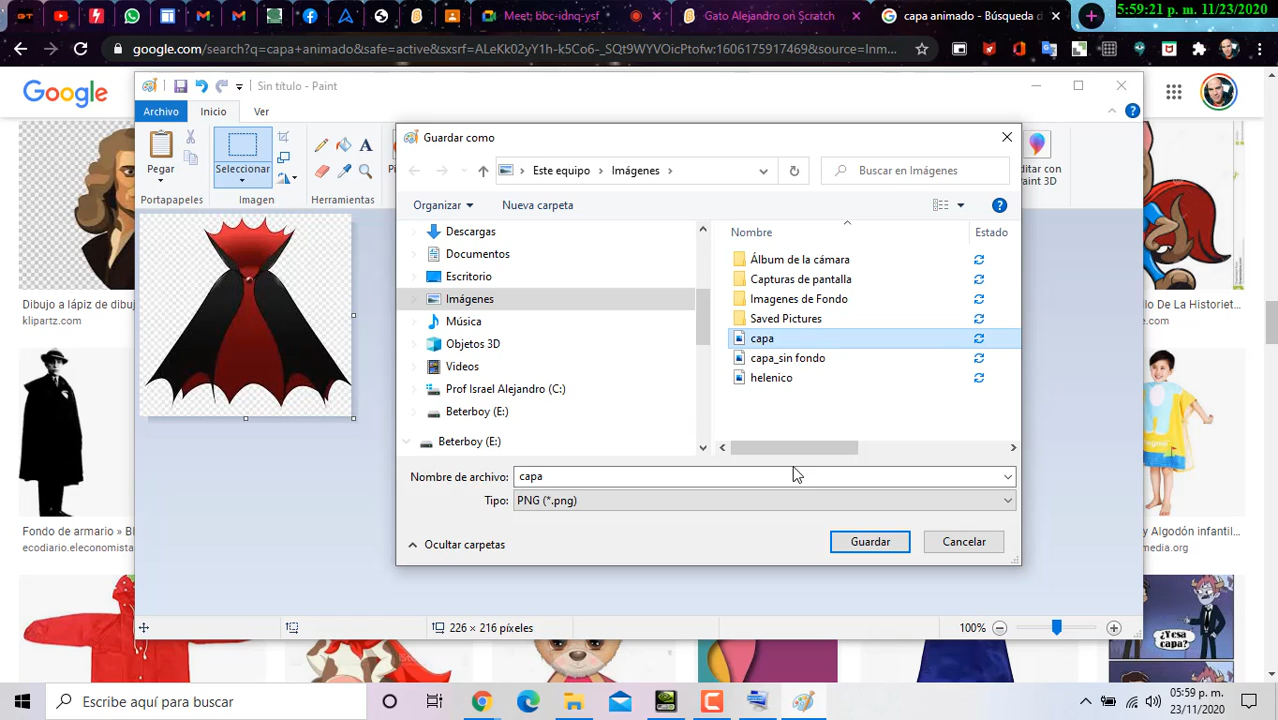 Meet: bbc-idnq-ysf
Gato Alejandro on Scratch
capa animado - Búsqueda d
5:59:21 p. m. 11/23/2020
google.com/search?q=capa+animado&safe=active&sxsrf=ALeKk02qY1h-k5Co6-_SQt9WYVOicPtofw:1606175917469&source=lnm...
Google
Sin título - Paint
Archivo
Inicio
Ver
Pegar
Seleccionar
Portapapeles
Imagen
Herramientas
ditar con
Paint 3D
Guardar como
Este equipo
Imágenes
Buscar en Imágenes
Organizar
Nueva carpeta
Descargas
Documentos
Escritorio
Imágenes
Música
Objetos 3D
Videos
Prof Israel Alejandro (C:)
Beterboy (E:)
Beterboy (E:)
Nombre
Estado
Álbum de la cámara
Capturas de pantalla
Imagenes de Fondo
Saved Pictures
capa
capa_sin fondo
helenico
Nombre de archivo:
capa
Tipo:
PNG (*.png)
Ocultar carpetas
Guardar
Cancelar
Dibujo a lápiz de dibuj
klipartz.com
lo De La Historiet...
e.com
Fondo de armario » Bl
ecodiario.eleconomista
y Algodón infantil...
media.org
¿Y esa
capa?
226 × 216 píxeles
100%
Escribe aquí para buscar
05:59 p. m.
23/11/2020